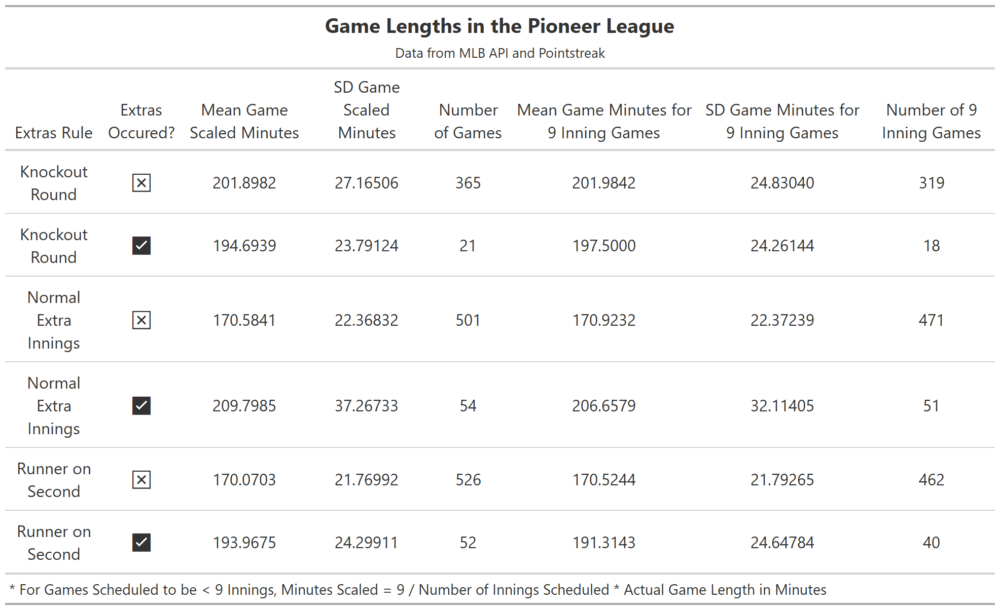 Game Lengths in the Pioneer League
Data from MLB API and Pointstreak
Extras Rule
Extras
Occured?
Mean Game
Scaled Minutes
SD Game
Scaled
Minutes
Number
of Games
Mean Game Minutes for
9 Inning Games
SD Game Minutes for
9 Inning Games
Number of 9
Inning Games
Knockout
Round
201.8982 27.16506 365 201.9842 24.83040 319
Knockout
Round
194.6939 23.79124 21 197.5000 24.26144 18
Normal
Extra
Innings
170.5841 22.36832 501 170.9232 22.37239 471
Normal
Extra
Innings
209.7985 37.26733 54 206.6579 32.11405 51
Runner on
Second
170.0703 21.76992 526 170.5244 21.79265 462
Runner on
Second
193.9675 24.29911 52 191.3143 24.64784 40
* For Games Scheduled to be < 9 Innings, Minutes Scaled = 9 / Number of Innings Scheduled * Actual Game Length in Minutes